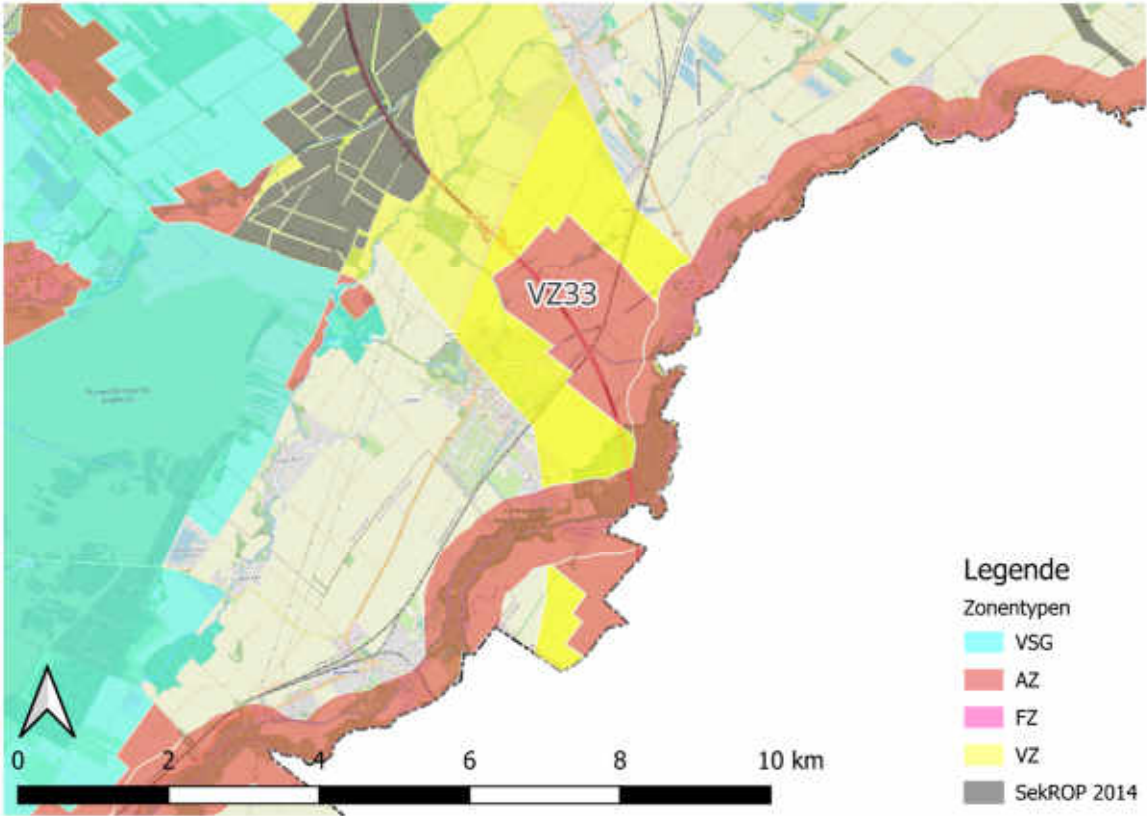 VZ33
Legende
Zonentypen
VSG
AZ
FZ
VZ
SekROP 2014
0 2 4 6 8 10 km